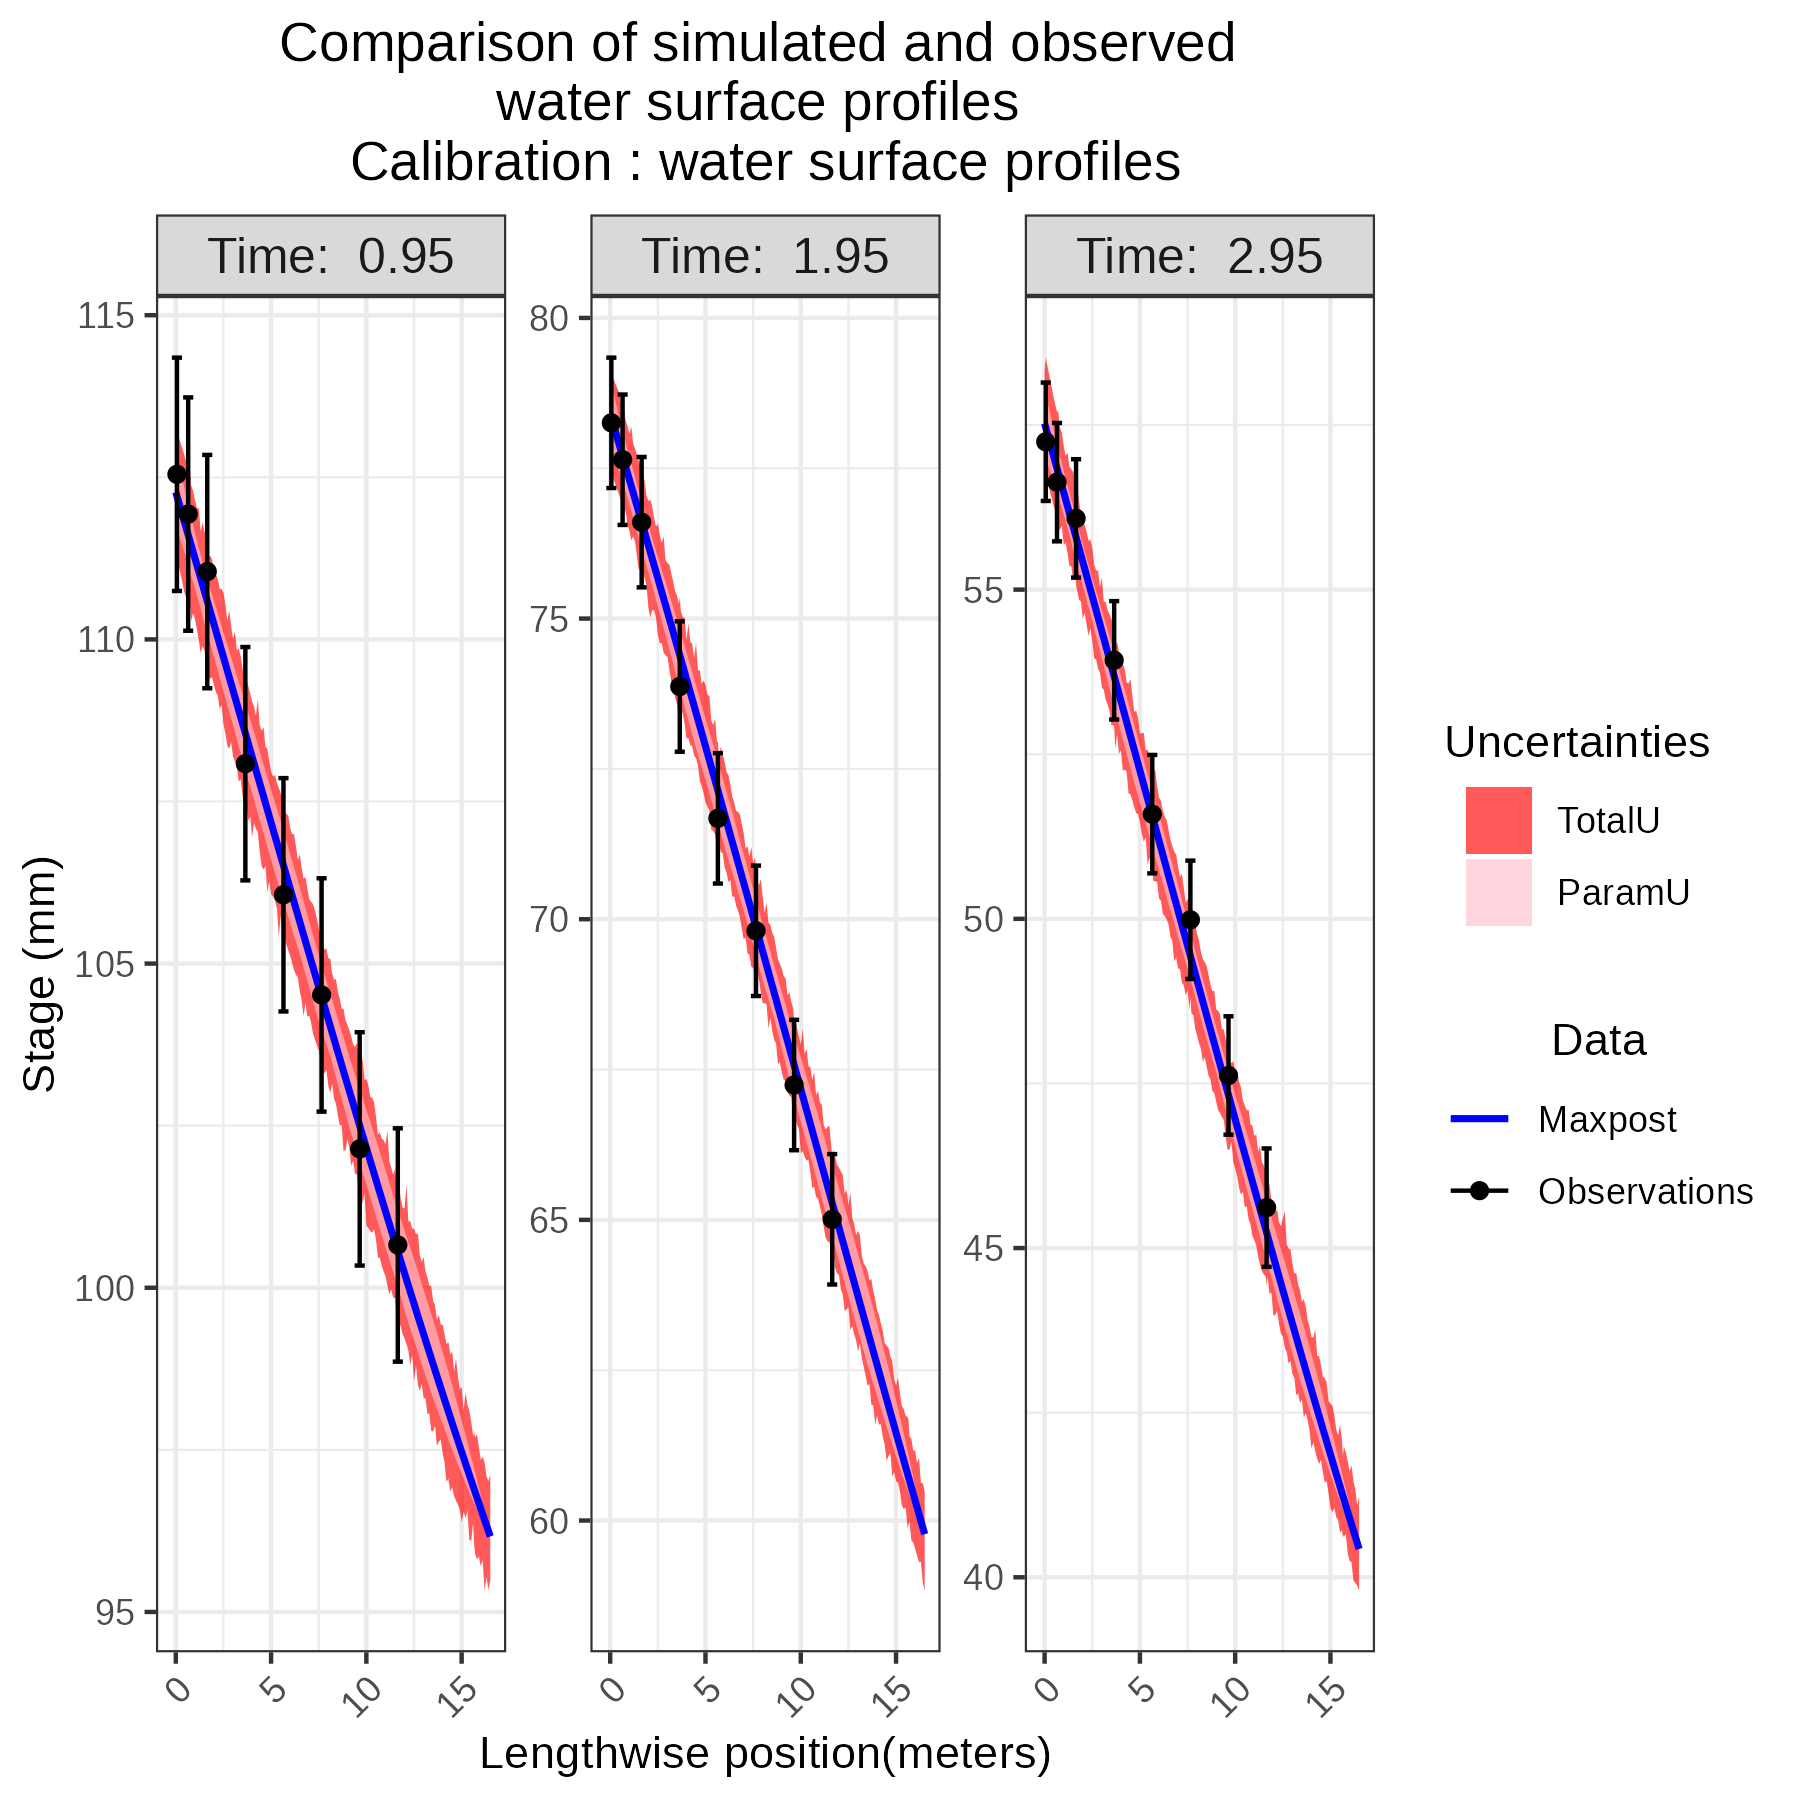 Comparison of simulated and observed
water surface profiles
Calibration : water surface profiles
Time:  0.95
Time:  1.95
Time:  2.95
Stage (mm)
115
110
105
100
95
80
75
70
65
60
55
50
45
40
0
5
10
15
0
5
10
15
0
5
10
15
Lengthwise position(meters)
Uncertainties
TotalU
ParamU
Data
Maxpost
Observations